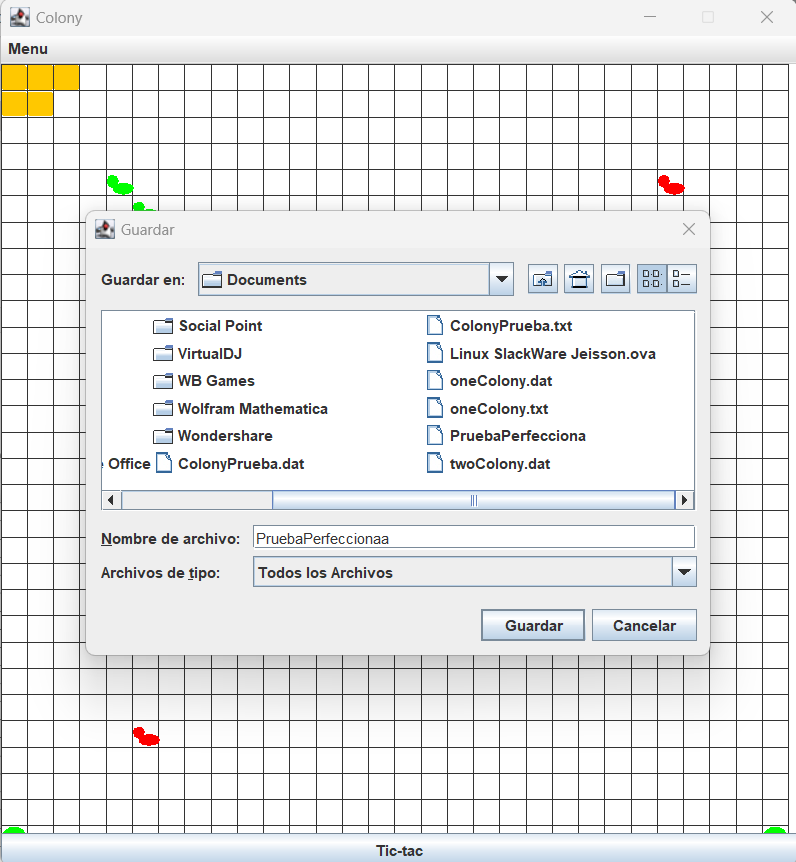 Colony
Menu
Guardar
Guardar en: Documents
Social Point
VirtualDJ
WB Games
Wolfram Mathematica
Wondershare
Office ColonyPrueba.dat
ColonyPrueba.txt
Linux SlackWare Jeisson.ova
oneColony.dat
oneColony.txt
PruebaPerfecciona
twoColony.dat
Nombre de archivo: PruebaPerfeccionaa
Archivos de tipo: Todos los Archivos
Guardar Cancelar
Tic-tac